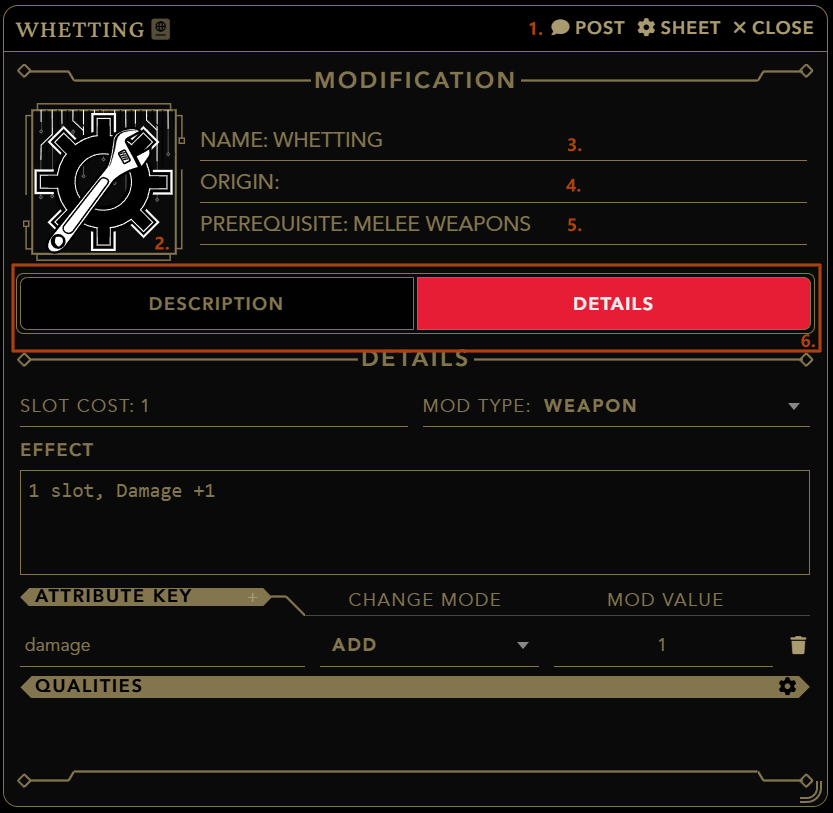 WHETTING
1. POST SHEET × CLOSE
MODIFICATION
NAME: WHETTING 3.
ORIGIN: 4.
PREREQUISITE: MELEE WEAPONS 5.
2.
DESCRIPTION DETAILS
6.
DETAILS
SLOT COST: 1 MOD TYPE: WEAPON
EFFECT
1 slot, Damage +1
ATTRIBUTE KEY + CHANGE MODE MOD VALUE
damage ADD 1
QUALITIES